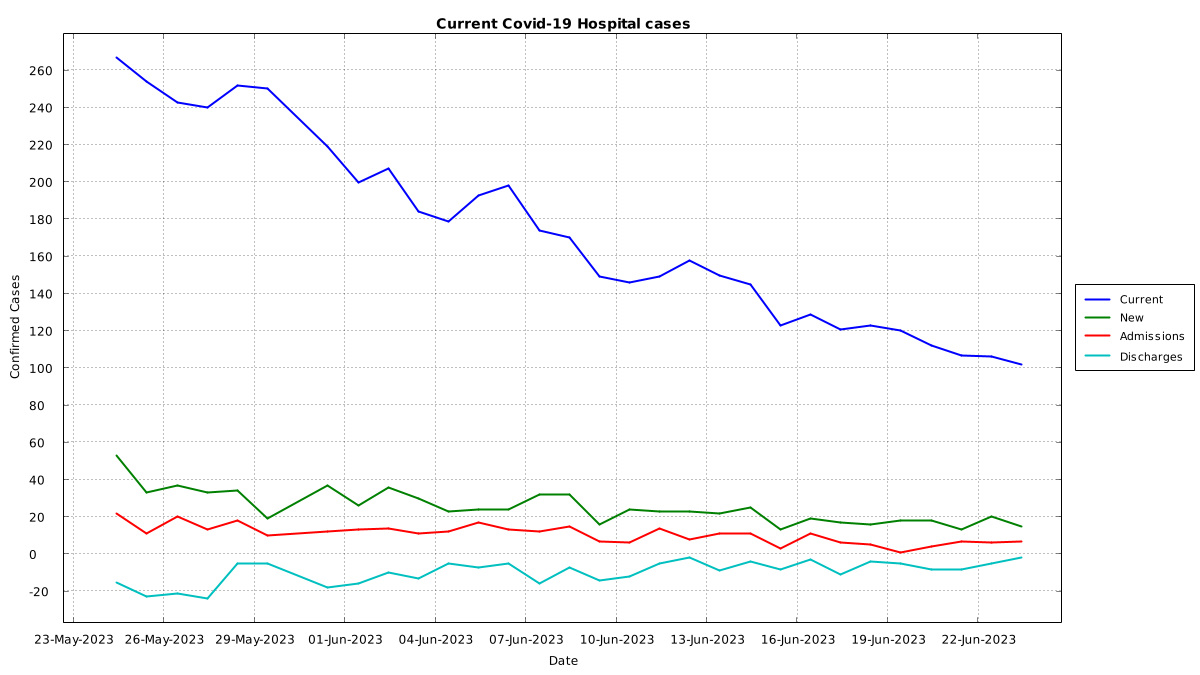 Current Covid-19 Hospital cases
260
240
220
200
180
160
140
120
100
80
60
40
20
0
-20
Confirmed Cases
23-May-2023 26-May-2023 29-May-2023 01-Jun-2023 04-Jun-2023 07-Jun-2023 10-Jun-2023 13-Jun-2023 16-Jun-2023 19-Jun-2023 22-Jun-2023
Date
Current
New
Admissions
Discharges